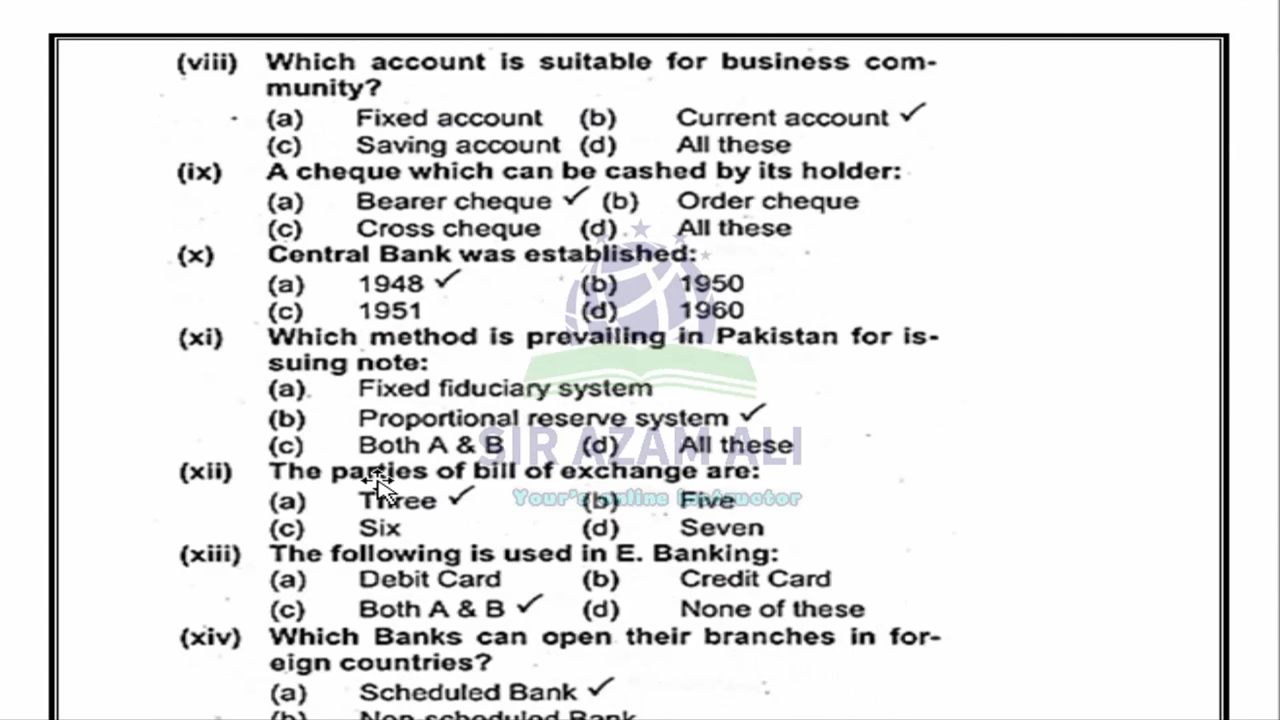 (viii) Which account is suitable for business com-
munity?
(a) Fixed account (b) Current account ✓
(c) Saving account (d) All these
(ix) A cheque which can be cashed by its holder:
(a) Bearer cheque ✓ (b) Order cheque
(c) Cross cheque (d) All these
(x) Central Bank was established:
(a) 1948 ✓ (b) 1950
(c) 1951 (d) 1960
(xi) Which method is prevailing in Pakistan for is-
suing note:
(a) Fixed fiduciary system
(b) Proportional reserve system ✓
(c) Both A & B (d) All these
SIR AZAM ALI
(xii) The parties of bill of exchange are:
Your's online instructor
(a) Three ✓ (b) Five
(c) Six (d) Seven
(xiii) The following is used in E. Banking:
(a) Debit Card (b) Credit Card
(c) Both A & B ✓ (d) None of these
(xiv) Which Banks can open their branches in for-
eign countries?
(a) Scheduled Bank ✓
(b) Non-scheduled Bank